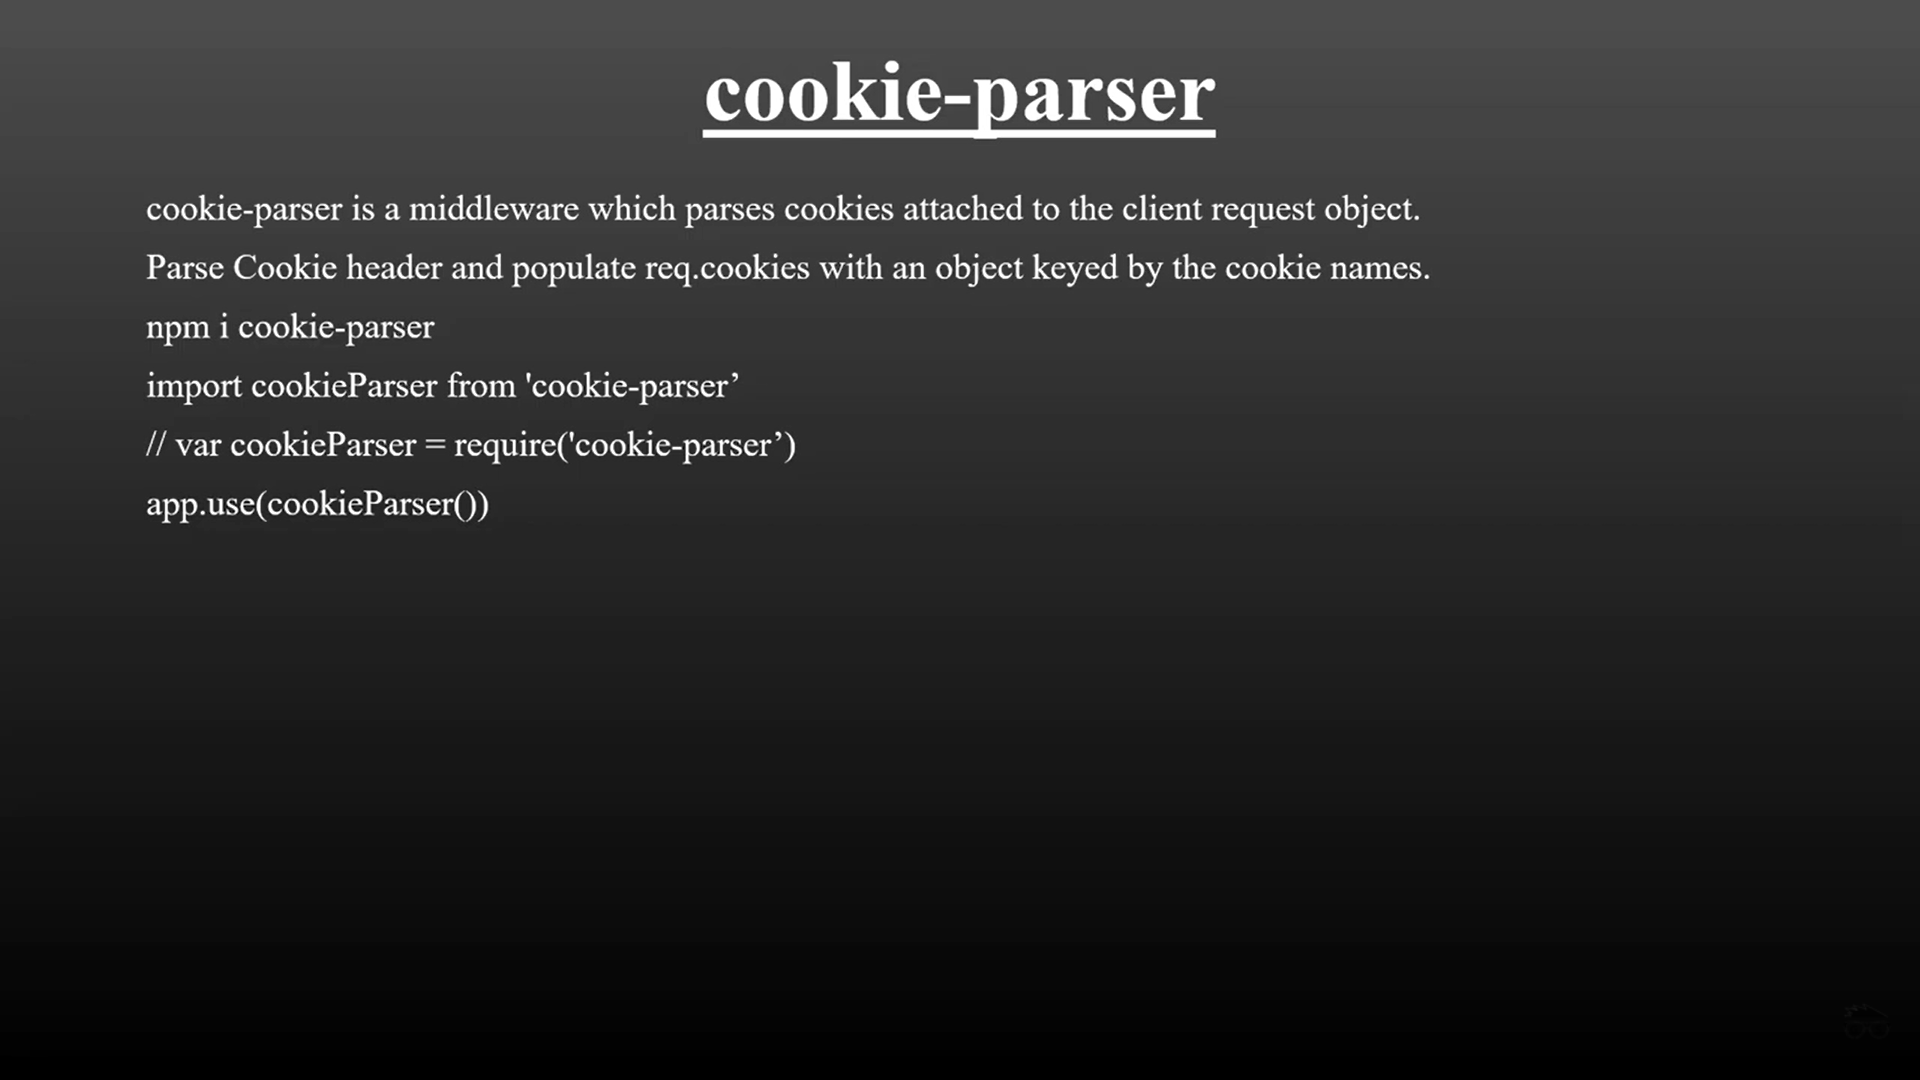 cookie-parser
cookie-parser is a middleware which parses cookies attached to the client request object.
Parse Cookie header and populate req.cookies with an object keyed by the cookie names.
npm i cookie-parser
import cookieParser from 'cookie-parser’
// var cookieParser = require('cookie-parser’)
app.use(cookieParser())